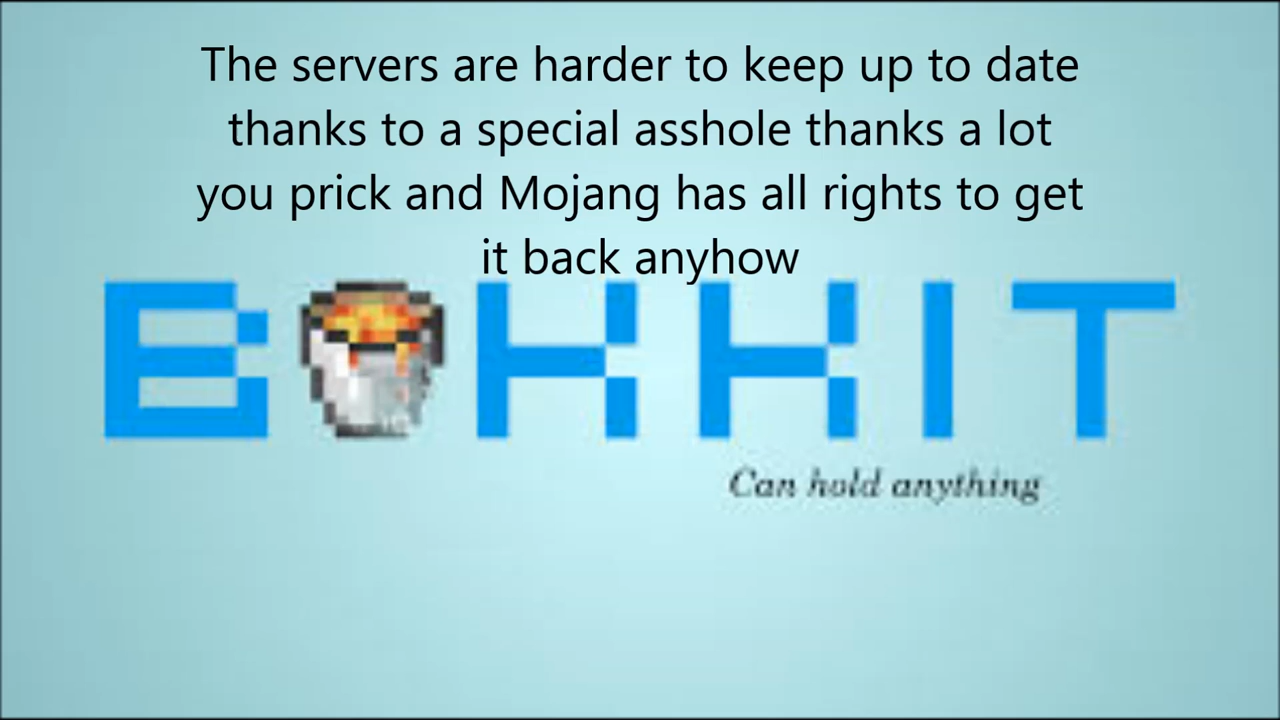 The servers are harder to keep up to date
thanks to a special asshole thanks a lot
you prick and Mojang has all rights to get
it back anyhow
BUKKIT
Can hold anything